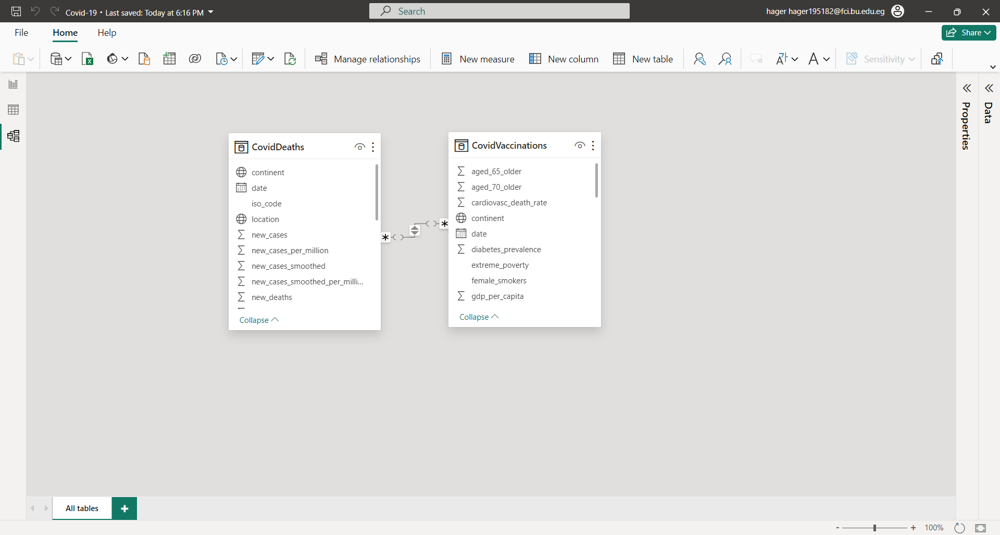 Covid-19 • Last saved: Today at 6:16 PM
Search
hager hager195182@fci.bu.edu.eg
File
Home
Help
Share
Manage relationships
New measure
New column
New table
Sensitivity
Properties
Data
CovidDeaths
continent
date
iso_code
location
new_cases
new_cases_per_million
new_cases_smoothed
new_cases_smoothed_per_milli...
new_deaths
Collapse
CovidVaccinations
aged_65_older
aged_70_older
cardiovasc_death_rate
continent
date
diabetes_prevalence
extreme_poverty
female_smokers
gdp_per_capita
Collapse
All tables
+
- + 100%